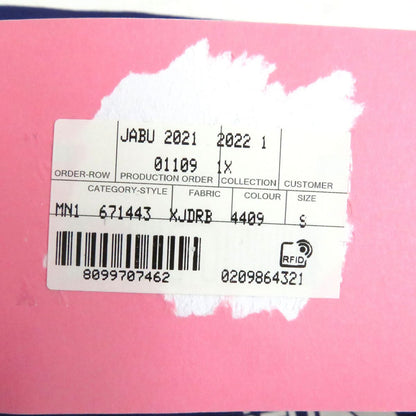 JABU 2021 2022 1
01109 1X
ORDER-ROW PRODUCTION ORDER COLLECTION CUSTOMER
CATEGORY-STYLE FABRIC COLOUR SIZE
MN1 671443 XJDRB 4409 S
8099707462 0209864321
RFID